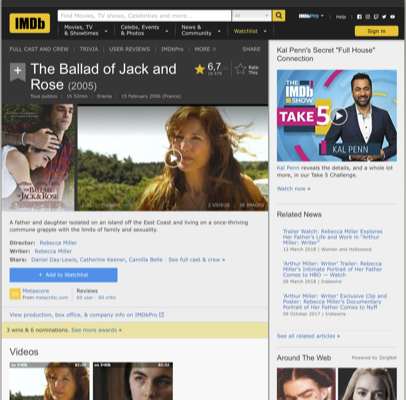 IMDb
Find Movies, TV shows, Celebrities and more...
All
IMDbPro
Help
Movies, TV & Showtimes
Celebs, Events & Photos
News & Community
Watchlist
Sign in
FULL CAST AND CREW | TRIVIA | USER REVIEWS | IMDbPro | MORE
SHARE
The Ballad of Jack and Rose (2005)
6,7
Rate This
Tous publics | 1h 52min | Drame | 15 February 2006 (France)
THE BALLAD OF JACK & ROSE
2 VIDEOS
36 IMAGES
A father and daughter isolated on an island off the East Coast and living on a once-thriving commune grapple with the limits of family and sexuality.
Director: Rebecca Miller
Writer: Rebecca Miller
Stars: Daniel Day-Lewis, Catherine Keener, Camilla Belle | See full cast & crew »
+ Add to Watchlist
Metascore
From metacritic.com
Reviews
69 user | 60 critic
View production, box office, & company info on IMDbPro
3 wins & 6 nominations. See more awards »
Videos
Kal Penn's Secret "Full House" Connection
THE IMDb SHOW
TAKE 5
KAL PENN
Kal Penn reveals the details, and a whole lot more, in our Take 5 Challenge.
Watch now »
Related News
Trailer Watch: Rebecca Miller Explores Her Father's Life and Work in "Arthur Miller: Writer"
12 March 2018 | Women and Hollywood
'Arthur Miller: Writer' Trailer: Rebecca Miller's Intimate Portrait of Her Father Comes to HBO — Watch
09 March 2018 | Indiewire
'Arthur Miller: Writer' Exclusive Clip and Poster: Rebecca Miller's Documentary Portrait of Her Father Comes to Nyff
09 October 2017 | Indiewire
See all related articles »
Around The Web
Powered by ZergNet